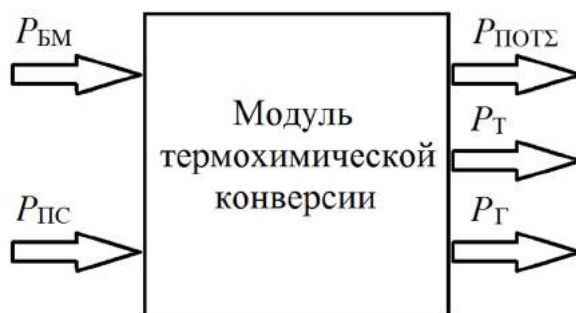 P_БМ
P_ПОТΣ
Модуль
термохимической
конверсии
P_Т
P_ПС
P_Г